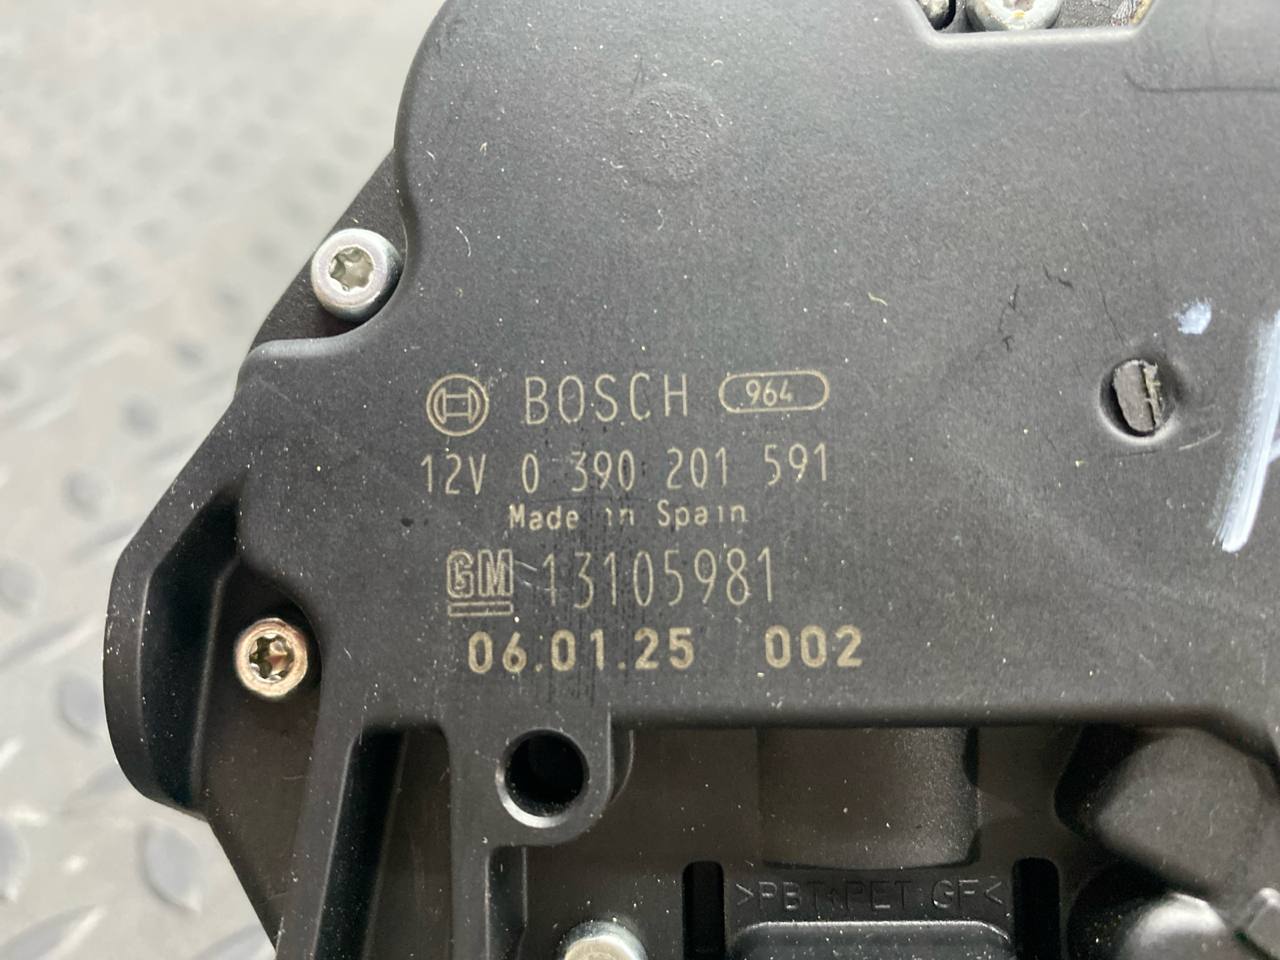 BOSCH 964
12V 0 390 201 591
Made in Spain
GM 13105981
06.01.25 002
>PBT+PET GF<